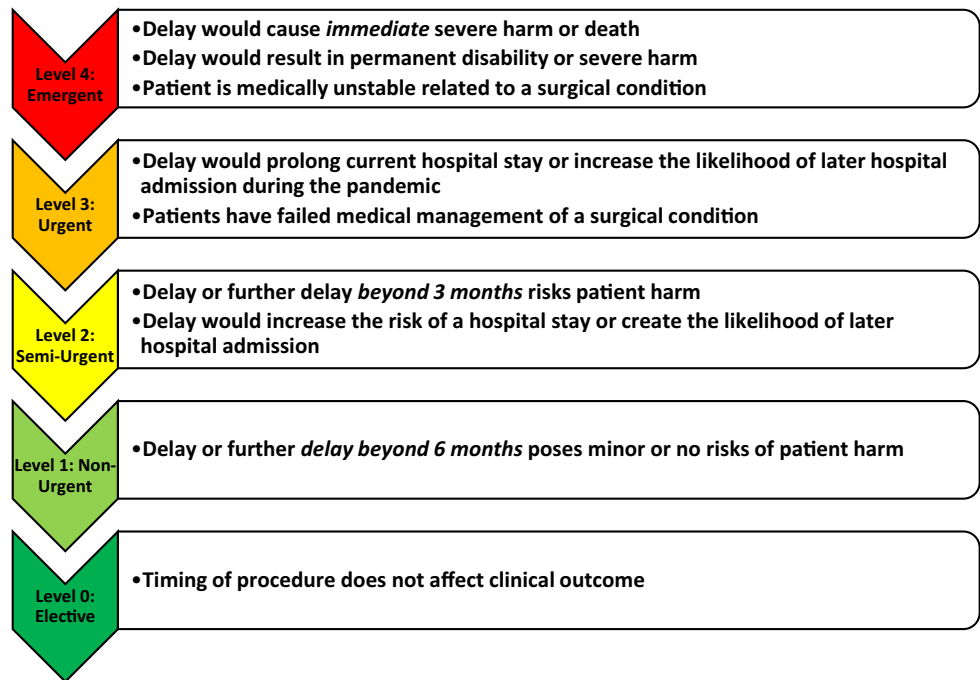 Level 4:
Emergent
•Delay would cause immediate severe harm or death
•Delay would result in permanent disability or severe harm
•Patient is medically unstable related to a surgical condition
Level 3:
Urgent
•Delay would prolong current hospital stay or increase the likelihood of later hospital
admission during the pandemic
•Patients have failed medical management of a surgical condition
Level 2:
Semi-Urgent
•Delay or further delay beyond 3 months risks patient harm
•Delay would increase the risk of a hospital stay or create the likelihood of later
hospital admission
Level 1: Non-
Urgent
•Delay or further delay beyond 6 months poses minor or no risks of patient harm
Level 0:
Elective
•Timing of procedure does not affect clinical outcome